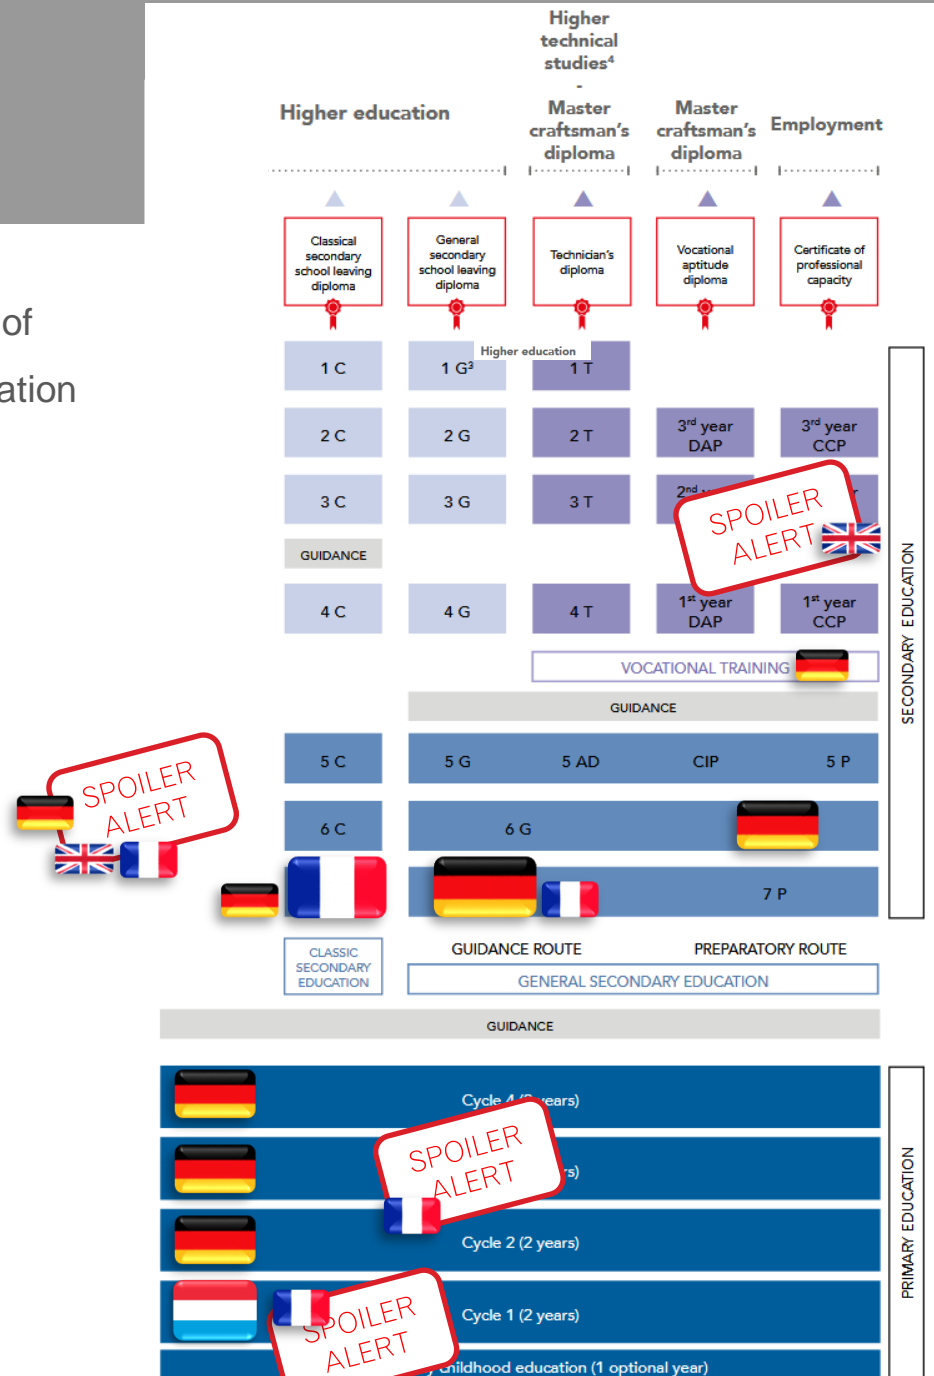 Higher
technical
studies⁴
-
Higher education
Master
craftsman's
diploma
Master
craftsman's
diploma
Employment
Classical
secondary
school leaving
diploma
General
secondary
school leaving
diploma
Technician's
diploma
Vocational
aptitude
diploma
Certificate of
professional
capacity
of
ation
Higher education
1 C
1 G³
1 T
2 C
2 G
2 T
3rd year
DAP
3rd year
CCP
3 C
3 G
3 T
2nd
SPOILER
ALERT
GUIDANCE
4 C
4 G
4 T
1st year
DAP
1st year
CCP
VOCATIONAL TRAINING
GUIDANCE
SECONDARY EDUCATION
5 C
5 G
5 AD
CIP
5 P
SPOILER
ALERT
6 C
6 G
7 P
CLASSIC
SECONDARY
EDUCATION
GUIDANCE ROUTE
PREPARATORY ROUTE
GENERAL SECONDARY EDUCATION
GUIDANCE
Cycle 4 years)
SPOILER
ALERT
rs)
Cycle 2 (2 years)
PRIMARY EDUCATION
Cycle 1 (2 years)
SPOILER
ALERT
childhood education (1 optional year)